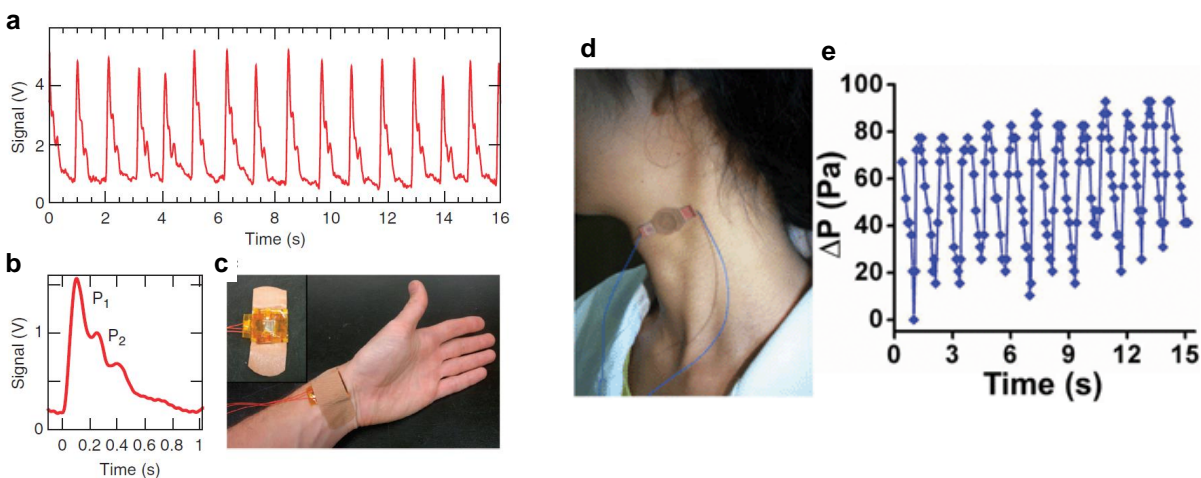 a
Signal (V)
4
2
0
0 2 4 6 8 10 12 14 16
Time (s)
b
Signal (V)
1
0
P1
P2
0 0.2 0.4 0.6 0.8 1
Time (s)
c
d
e
ΔP (Pa)
100
80
60
40
20
0
0 3 6 9 12 15
Time (s)